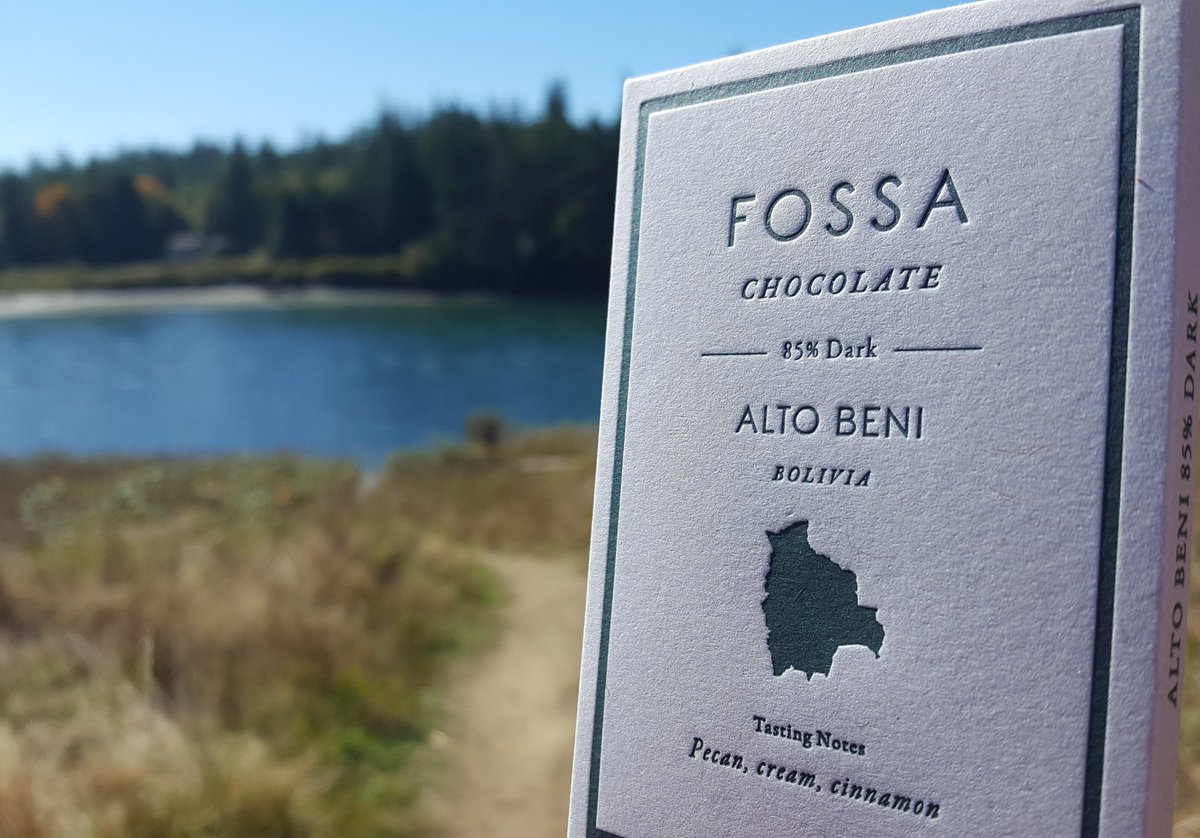 FOSSA
CHOCOLATE
85% Dark
ALTO BENI
BOLIVIA
Tasting Notes
Pecan, cream, cinnamon
ALTO BENI 85% DARK